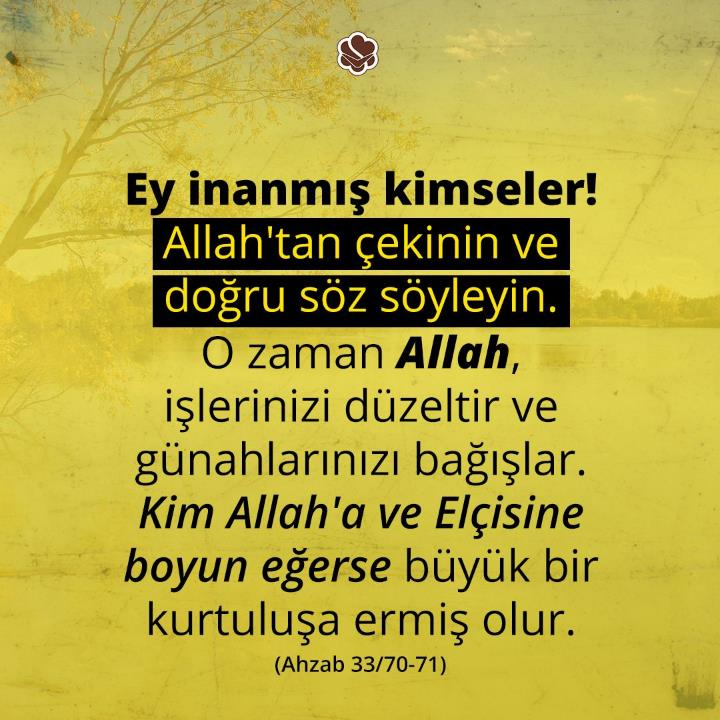 Ey inanmış kimseler!
Allah'tan çekinin ve
doğru söz söyleyin.
O zaman Allah,
işlerinizi düzeltir ve
günahlarınızı bağışlar.
Kim Allah'a ve Elçisine
boyun eğerse büyük bir
kurtuluşa ermiş olur.
(Ahzab 33/70-71)